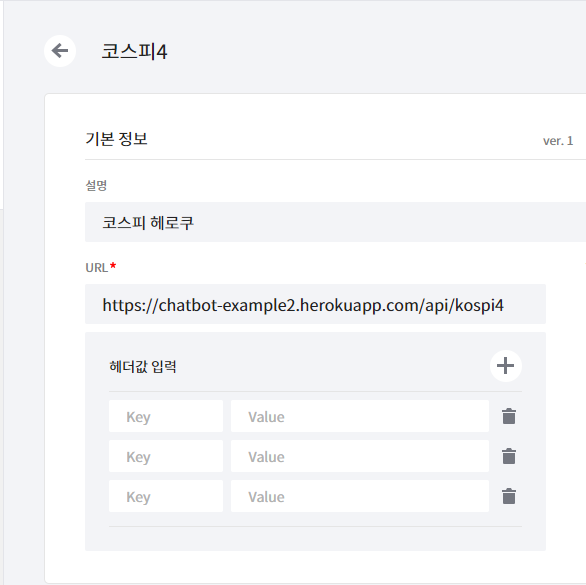 코스피4
기본 정보
ver. 1
설명
코스피 헤로쿠
URL*
https://chatbot-example2.herokuapp.com/api/kospi4
헤더값 입력
Key Value
Key Value
Key Value